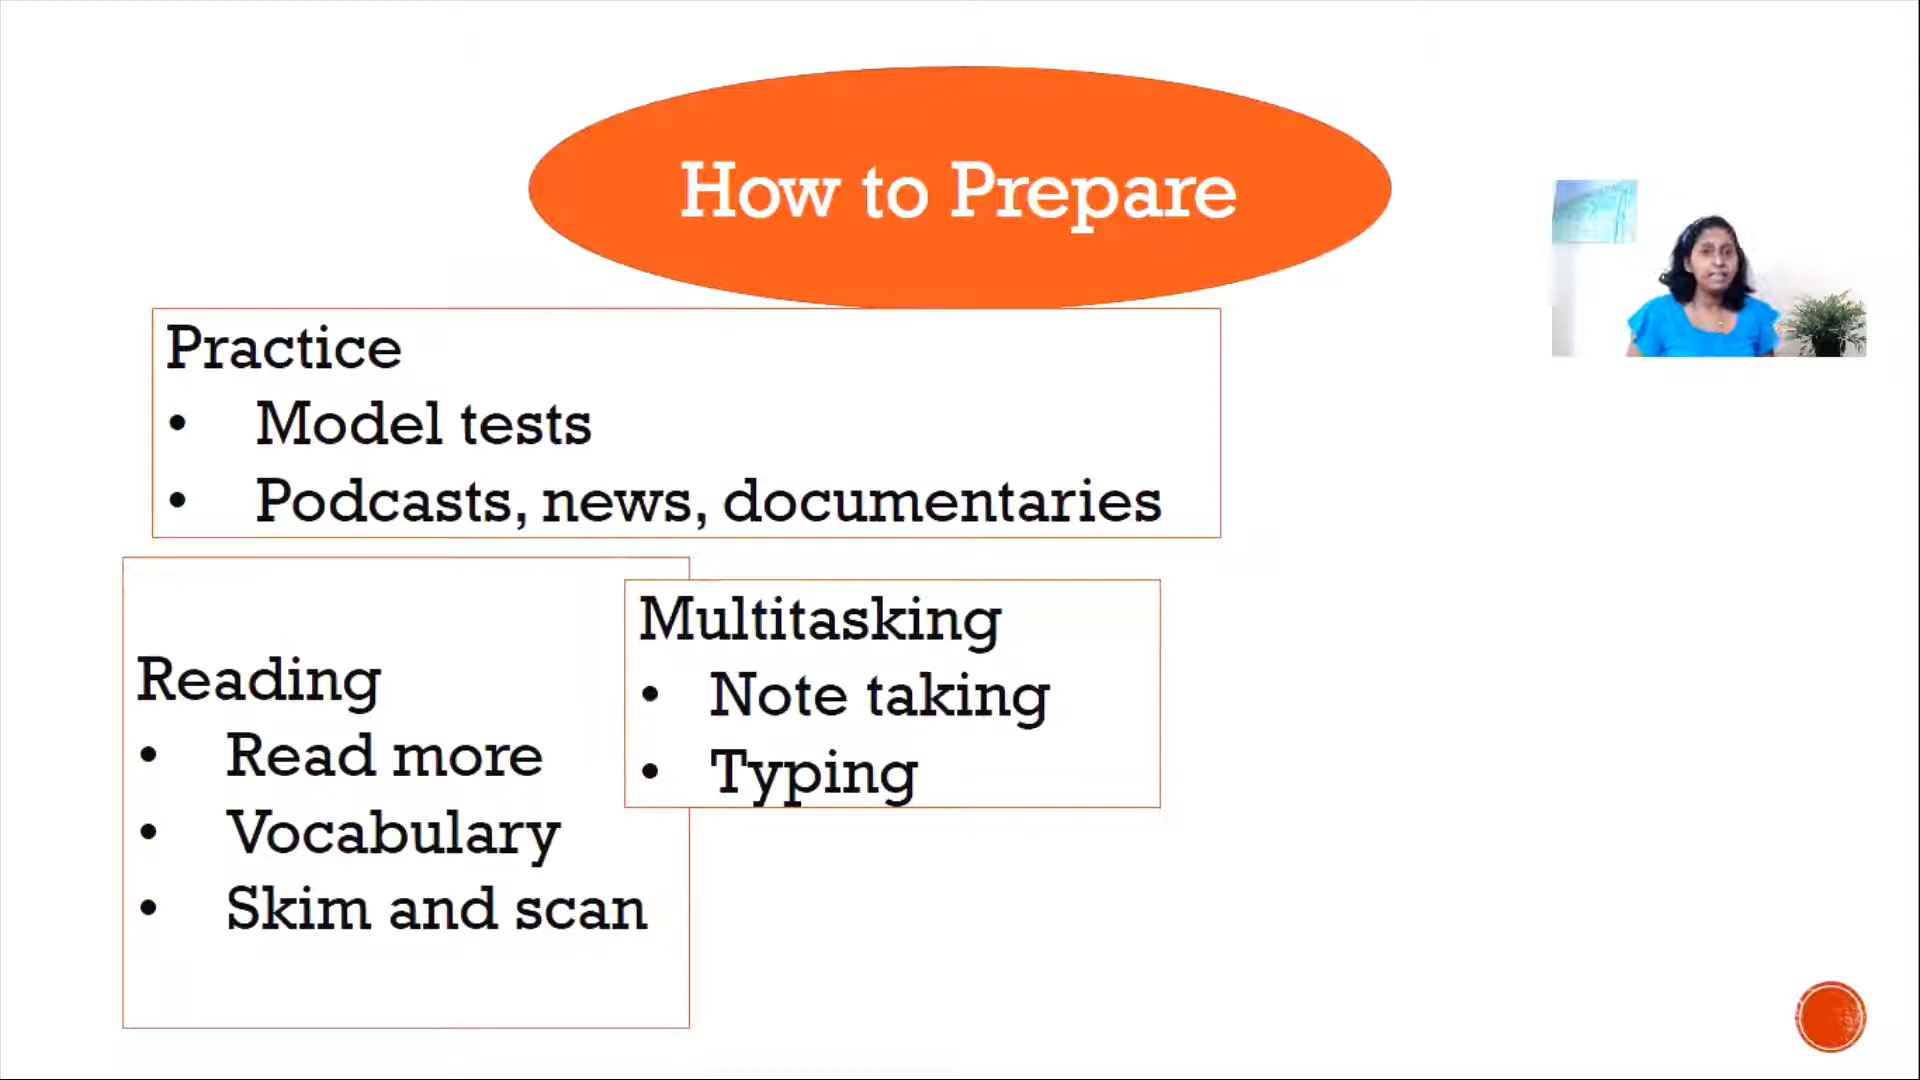 How to Prepare
Practice
• Model tests
• Podcasts, news, documentaries
Reading
• Read more
• Vocabulary
• Skim and scan
Multitasking
• Note taking
• Typing